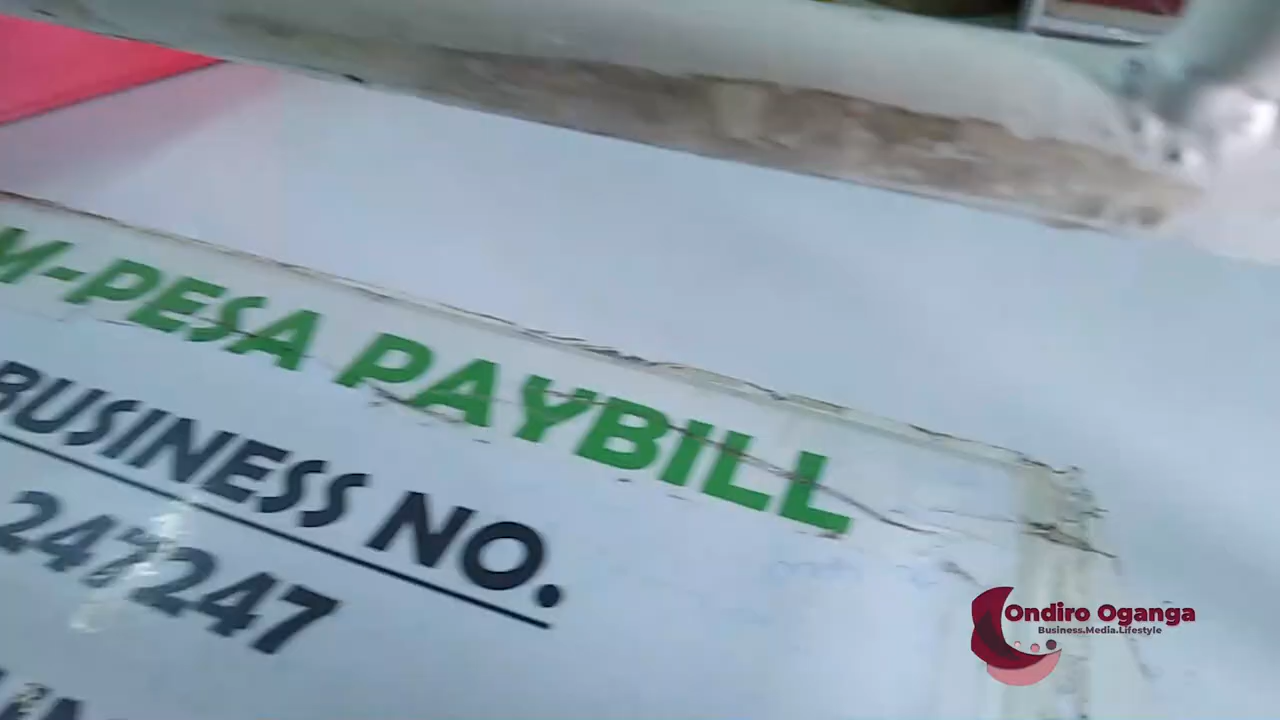 M-PESA PAYBILL
BUSINESS NO.
247247
Ondiro Oganga
Business.Media.Lifestyle